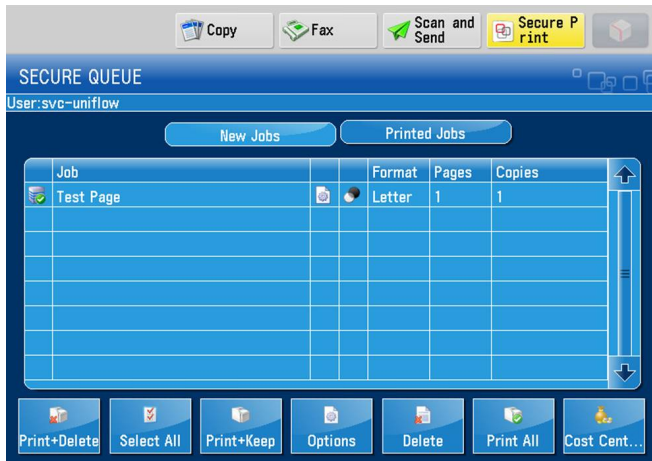 Copy
Fax
Scan and
Send
Secure P
rint
SECURE QUEUE
User:svc-uniflow
New Jobs
Printed Jobs
Job Format Pages Copies
Test Page Letter 1 1
Print+Delete
Select All
Print+Keep
Options
Delete
Print All
Cost Cent...